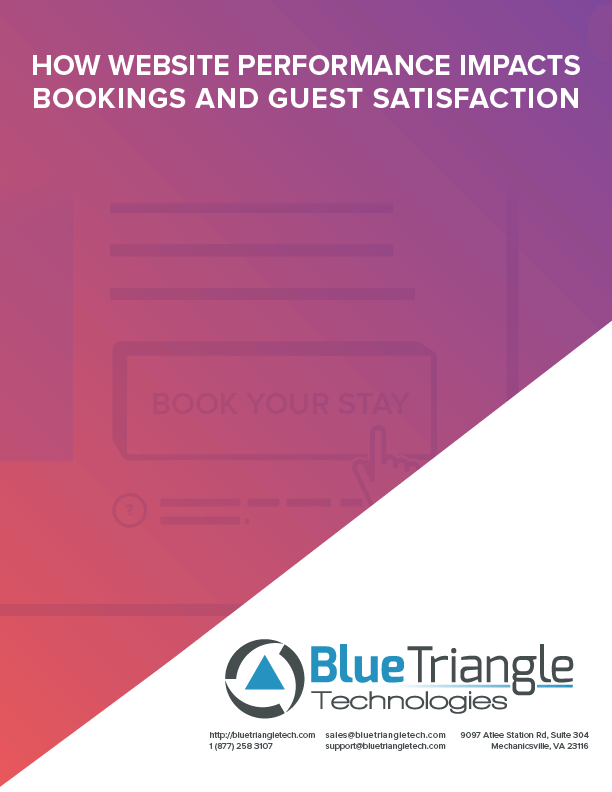 HOW WEBSITE PERFORMANCE IMPACTS
BOOKINGS AND GUEST SATISFACTION
BOOK YOUR STAY
?
BlueTriangle
Technologies
http://bluetriangletech.com sales@bluetriangletech.com 9097 Atlee Station Rd, Suite 304
1 (877) 258 3107 support@bluetriangletech.com Mechanicsville, VA 23116